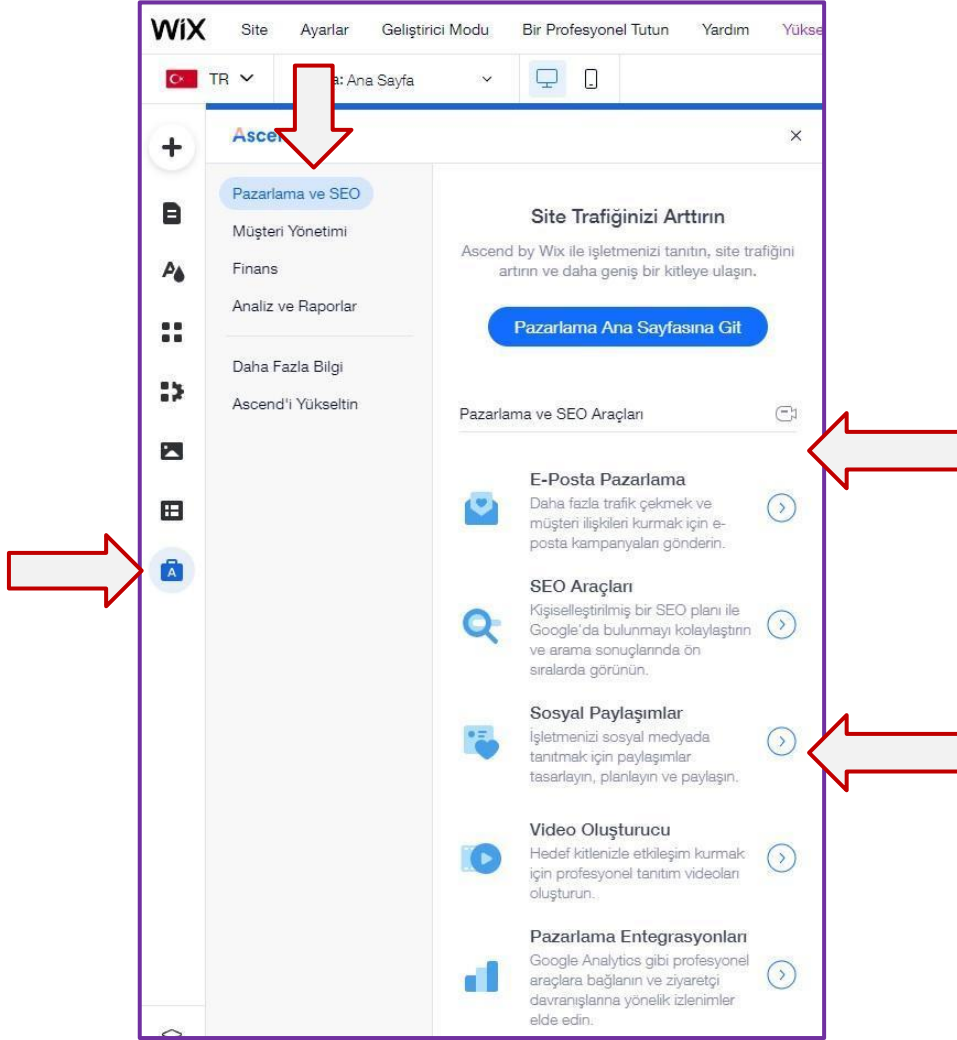 WiX Site Ayarlar Geliştirici Modu Bir Profesyonel Tutun Yardım
TR Ana Sayfa
Pazarlama ve SEO
Müşteri Yönetimi
Finans
Analiz ve Raporlar
Daha Fazla Bilgi
Ascend'i Yükseltin
Site Trafiğinizi Arttırın
Ascend by Wix ile işletmenizi tanıtın, site trafiğini
artırın ve daha geniş bir kitleye ulaşın.
Pazarlama Ana Sayfasına Git
Pazarlama ve SEO Araçları
E-Posta Pazarlama
Daha fazla trafik çekmek ve
müşteri ilişkileri kurmak için e-
posta kampanyaları gönderin.
SEO Araçları
Kişiselleştirilmiş bir SEO planı ile
Google'da bulunmayı kolaylaştırın
ve arama sonuçlarında ön
sıralarda görünün.
Sosyal Paylaşımlar
İşletmenizi sosyal medyada
tanıtmak için paylaşımlar
tasarlayın, planlayın ve paylaşın.
Video Oluşturucu
Hedef kitlenizle etkileşim kurmak
için profesyonel tanıtım videoları
oluşturun.
Pazarlama Entegrasyonları
Google Analytics gibi profesyonel
araçlara bağlanın ve ziyaretçi
davranışlarına yönelik izlenimler
elde edin.